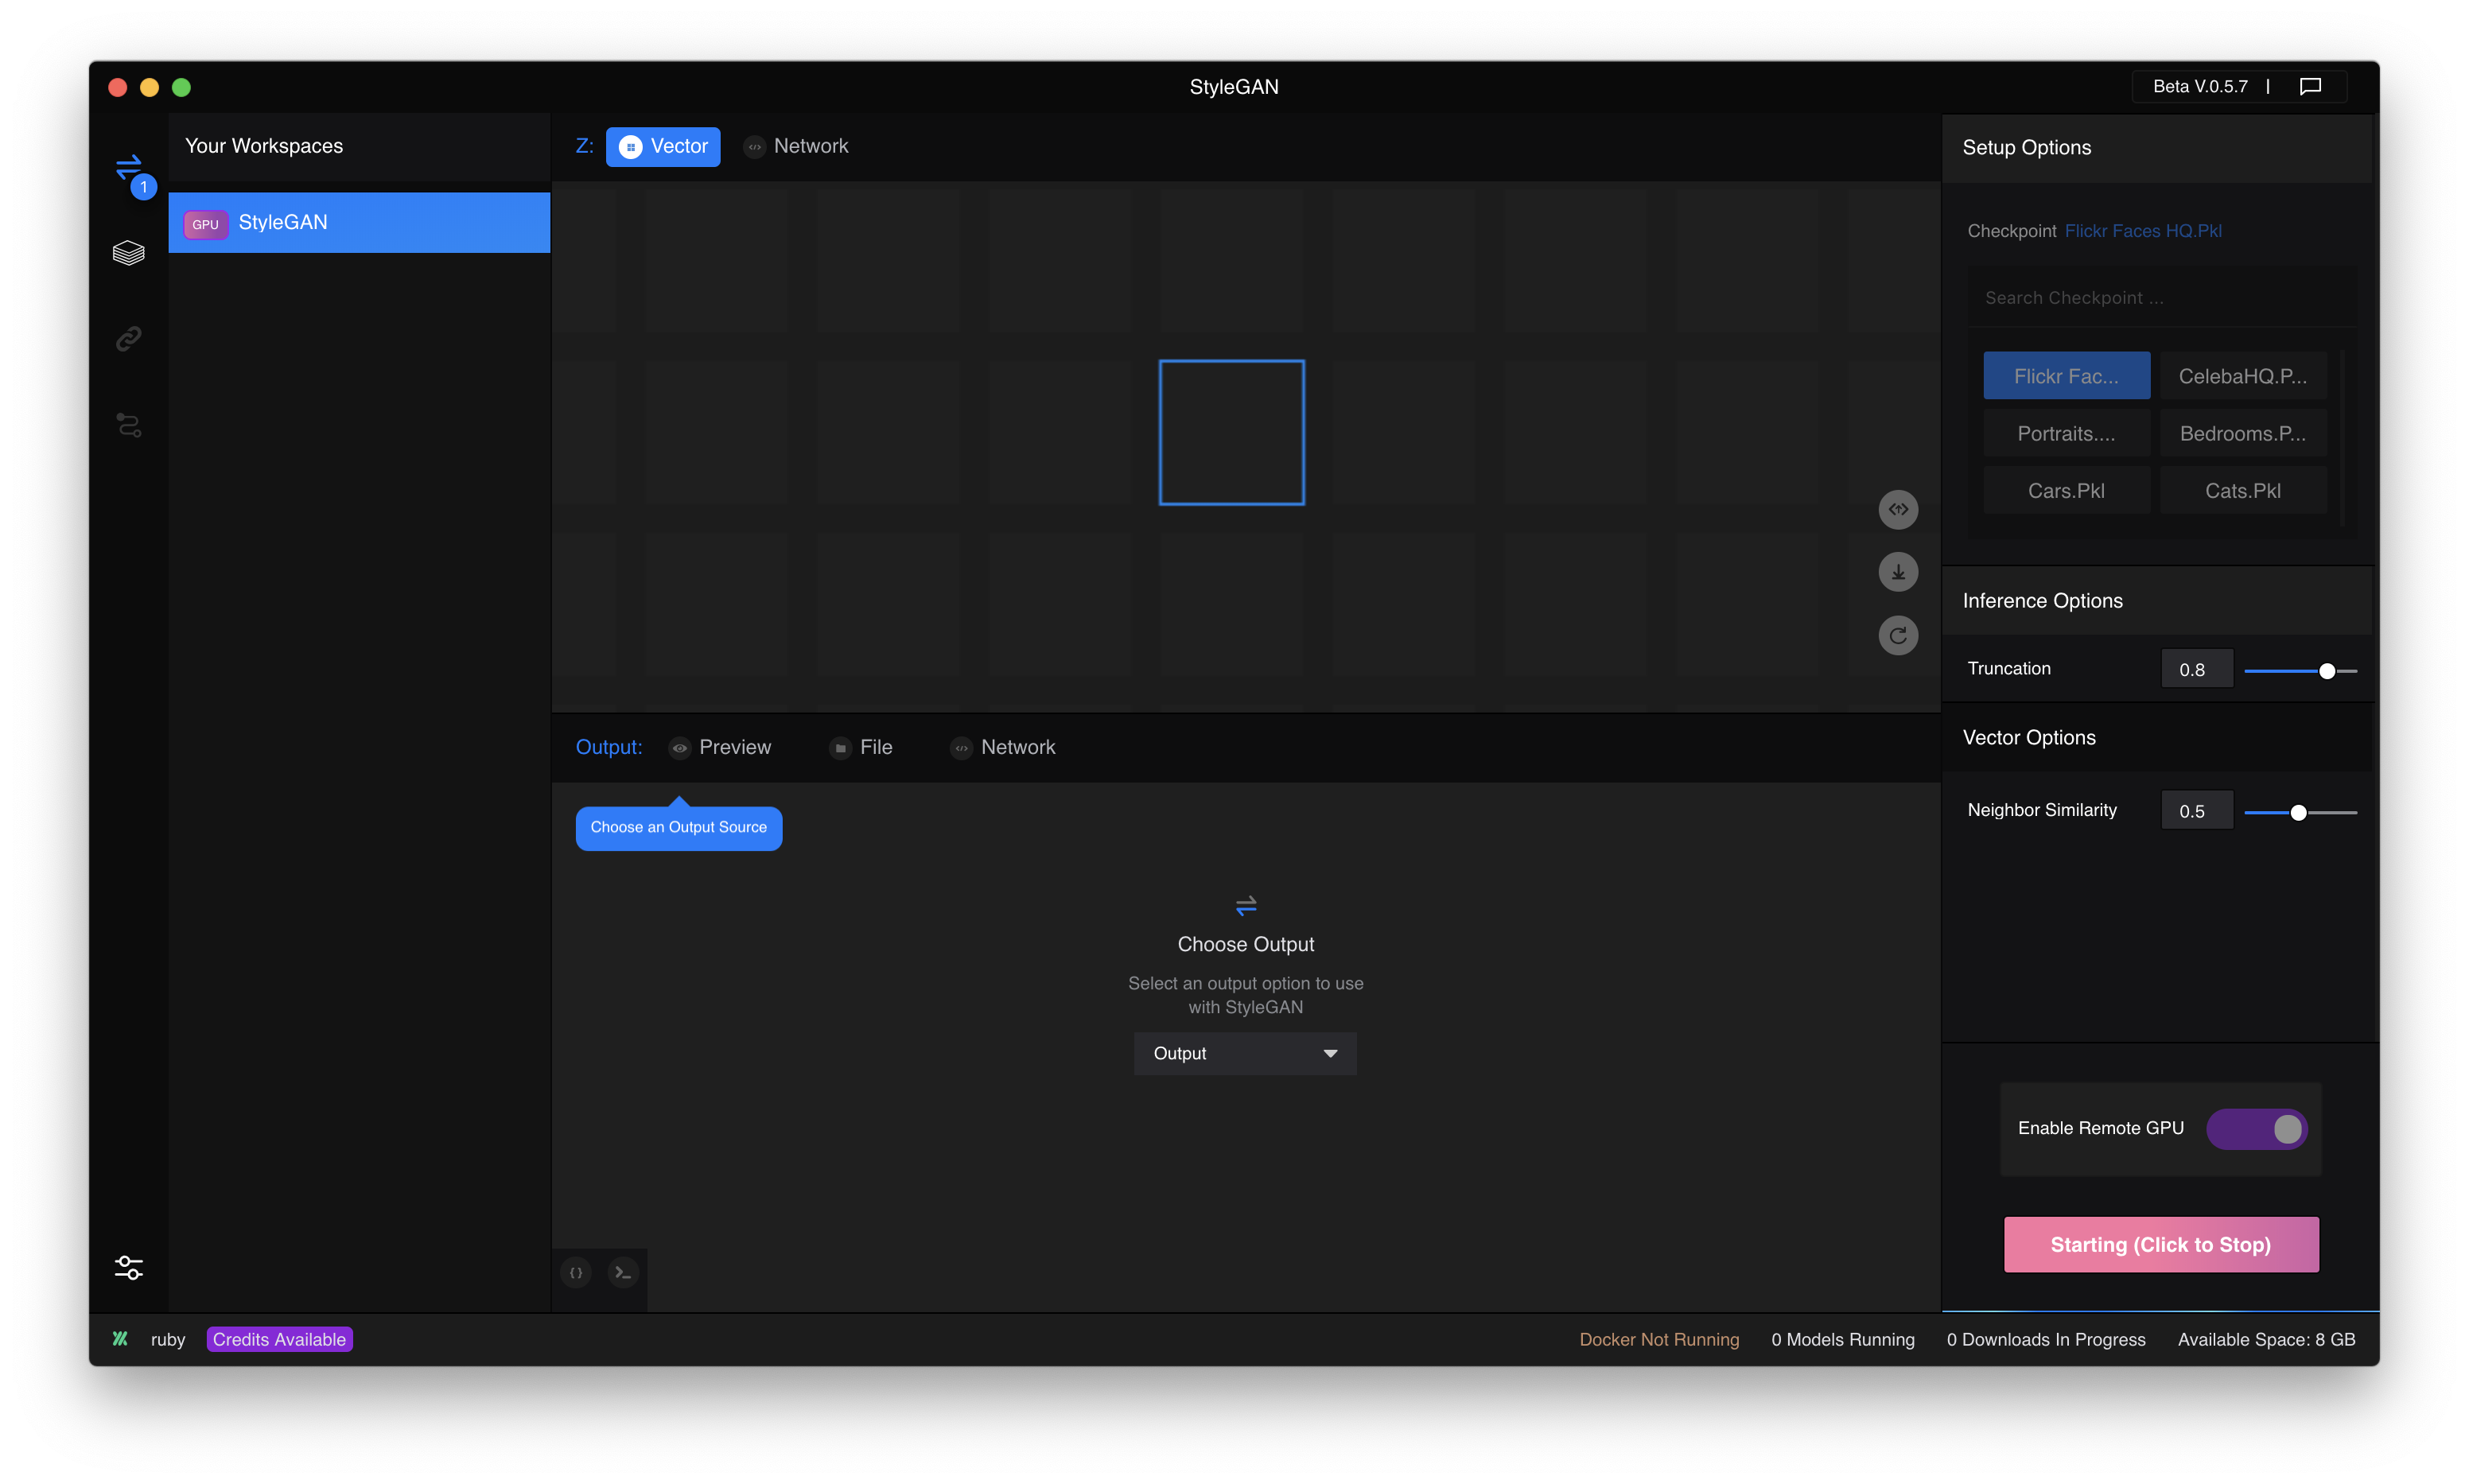 StyleGAN
Beta V.0.5.7 |
1
Your Workspaces
GPU StyleGAN
Z: Vector Network
Output: Preview File Network
Choose an Output Source
Choose Output
Select an output option to use
with StyleGAN
Output
Setup Options
Checkpoint Flickr Faces HQ.Pkl
Search Checkpoint ...
Flickr Fac... CelebaHQ.P...
Portraits.... Bedrooms.P...
Cars.Pkl Cats.Pkl
Inference Options
Truncation 0.8
Vector Options
Neighbor Similarity 0.5
Enable Remote GPU
Starting (Click to Stop)
ruby Credits Available Docker Not Running 0 Models Running 0 Downloads In Progress Available Space: 8 GB